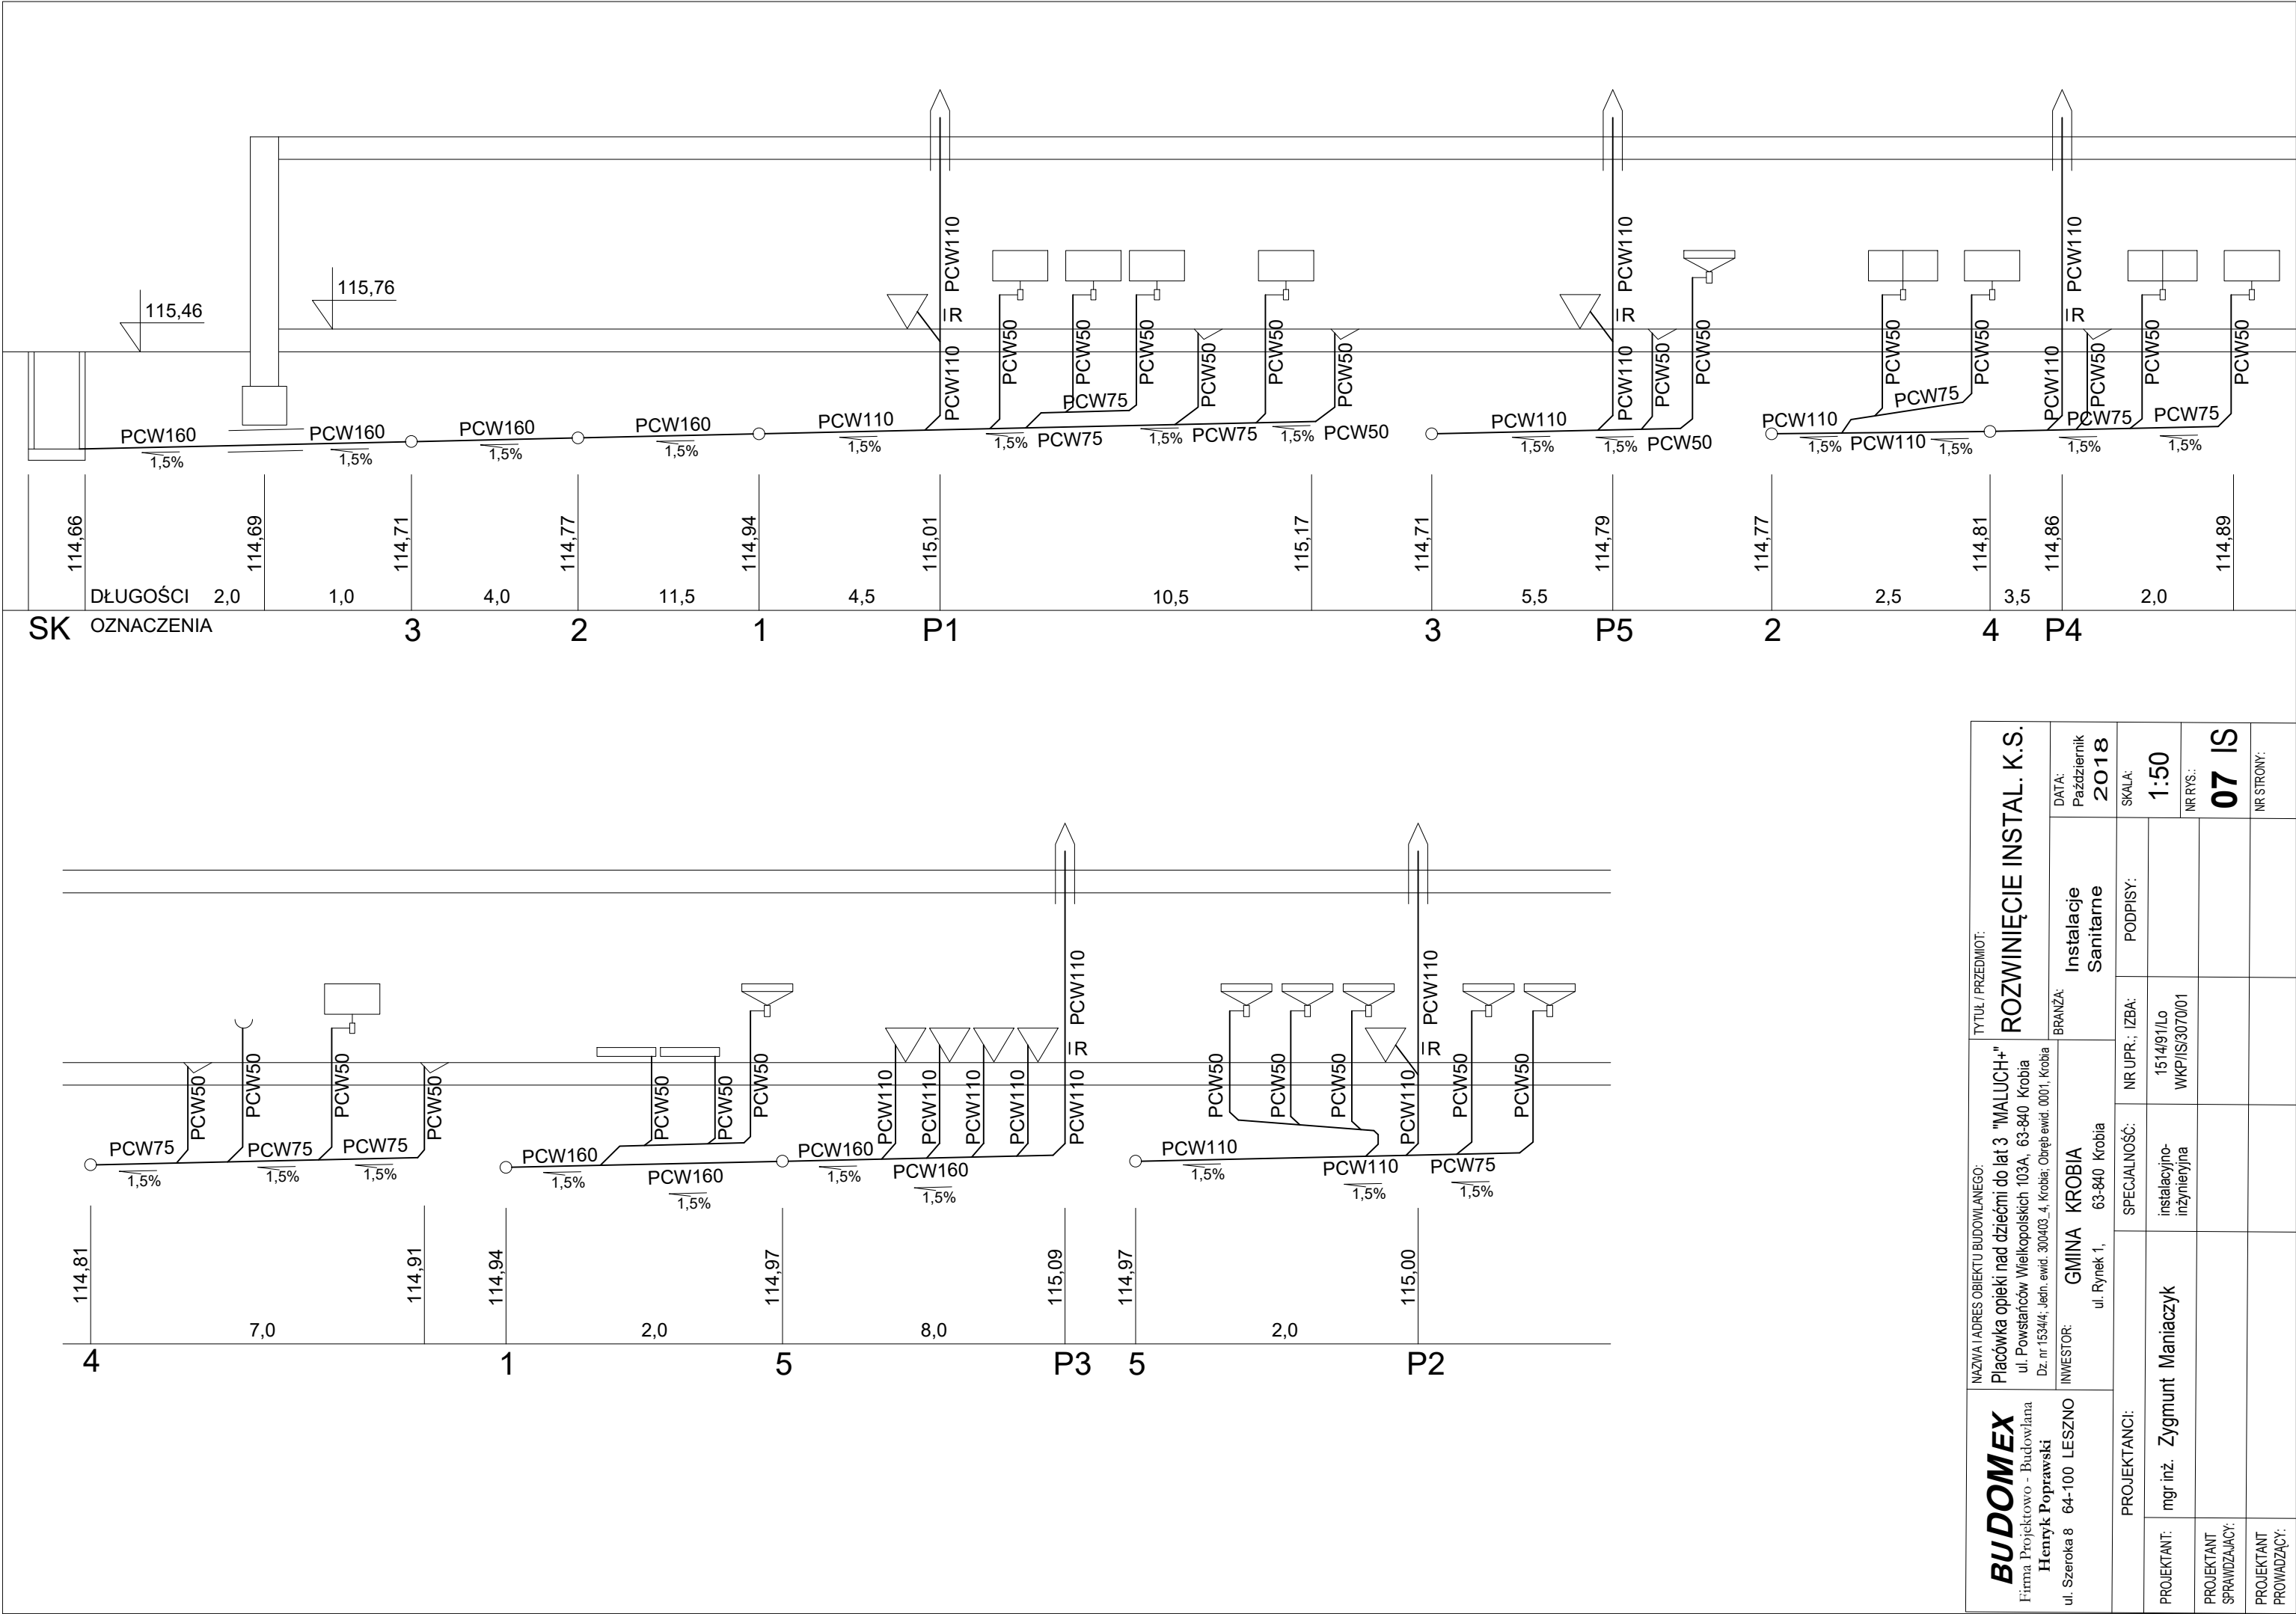 PCW110
PCW110
PCW110
115,76
115,46
IR
IR
IR
PCW110
PCW50
PCW50
PCW50
PCW50
PCW50
PCW50
PCW110
PCW50
PCW50
PCW50
PCW50
PCW110
PCW50
PCW50
PCW50
PCW75
PCW75
PCW160
PCW160
PCW160
PCW160
PCW110
PCW75
PCW75
PCW50
PCW110
PCW50
PCW110
PCW110
PCW75
PCW75
1,5%
1,5%
1,5%
1,5%
1,5%
1,5%
1,5%
1,5%
1,5%
1,5%
1,5%
1,5%
1,5%
1,5%
114,66
114,69
114,71
114,77
114,94
115,01
115,17
114,71
114,79
114,77
114,81
114,86
114,89
DŁUGOŚCI 2,0 1,0 4,0 11,5 4,5 10,5 5,5 2,5 3,5 2,0
SK OZNACZENIA 3 2 1 P1 3 P5 2 4 P4
PCW110
PCW110
IR
IR
PCW50
PCW50
PCW50
PCW50
PCW50
PCW50
PCW50
PCW110
PCW110
PCW110
PCW110
PCW110
PCW50
PCW50
PCW50
PCW110
PCW50
PCW50
PCW75
PCW75
PCW75
PCW160
PCW160
PCW160
PCW160
PCW110
PCW110
PCW75
1,5%
1,5%
1,5%
1,5%
1,5%
1,5%
1,5%
1,5%
1,5%
1,5%
114,81
114,91
114,94
114,97
115,09
114,97
115,00
7,0 2,0 8,0 2,0
4 1 5 P3 5 P2
BUDOMEX
Firma Projektowo - Budowlana
Henryk Poprawski
ul. Szeroka 8 64-100 LESZNO
NAZWA I ADRES OBIEKTU BUDOWLANEGO:
Placówka opieki nad dziećmi do lat 3 "MALUCH+"
ul. Powstańców Wielkopolskich 103A, 63-840 Krobia
Dz. nr 1534/4; Jedn. ewid. 300403_4, Krobia; Obręb ewid. 0001, Krobia
INWESTOR:
GMINA KROBIA
ul. Rynek 1, 63-840 Krobia
TYTUŁ / PRZEDMIOT:
ROZWINIĘCIE INSTAL. K.S.
BRANŻA:
Instalacje
Sanitarne
DATA:
Październik
2018
PROJEKTANCI:
SPECJALNOŚĆ:
NR UPR.; IZBA:
PODPISY:
SKALA:
1:50
PROJEKTANT:
mgr inż. Zygmunt Maniaczyk
instalacyjno-
inżynieryjna
1514/91/Lo
WKP/IS/3070/01
NR RYS.:
07 IS
PROJEKTANT
SPRAWDZAJACY:
PROJEKTANT
PROWADZĄCY:
NR STRONY: